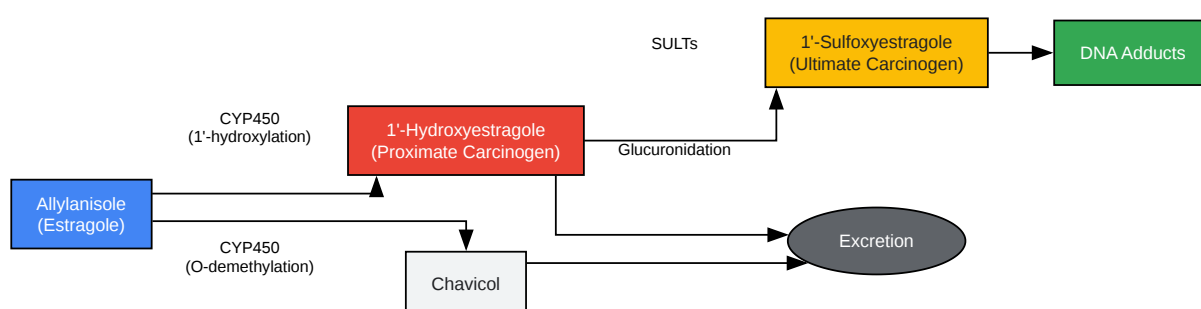 SULTs
1'-Sulfoxyestragole
(Ultimate Carcinogen)
DNA Adducts
CYP450
(1'-hydroxylation)
1'-Hydroxyestragole
(Proximate Carcinogen)
Glucuronidation
Allylanisole
(Estragole)
CYP450
(O-demethylation)
Chavicol
Excretion